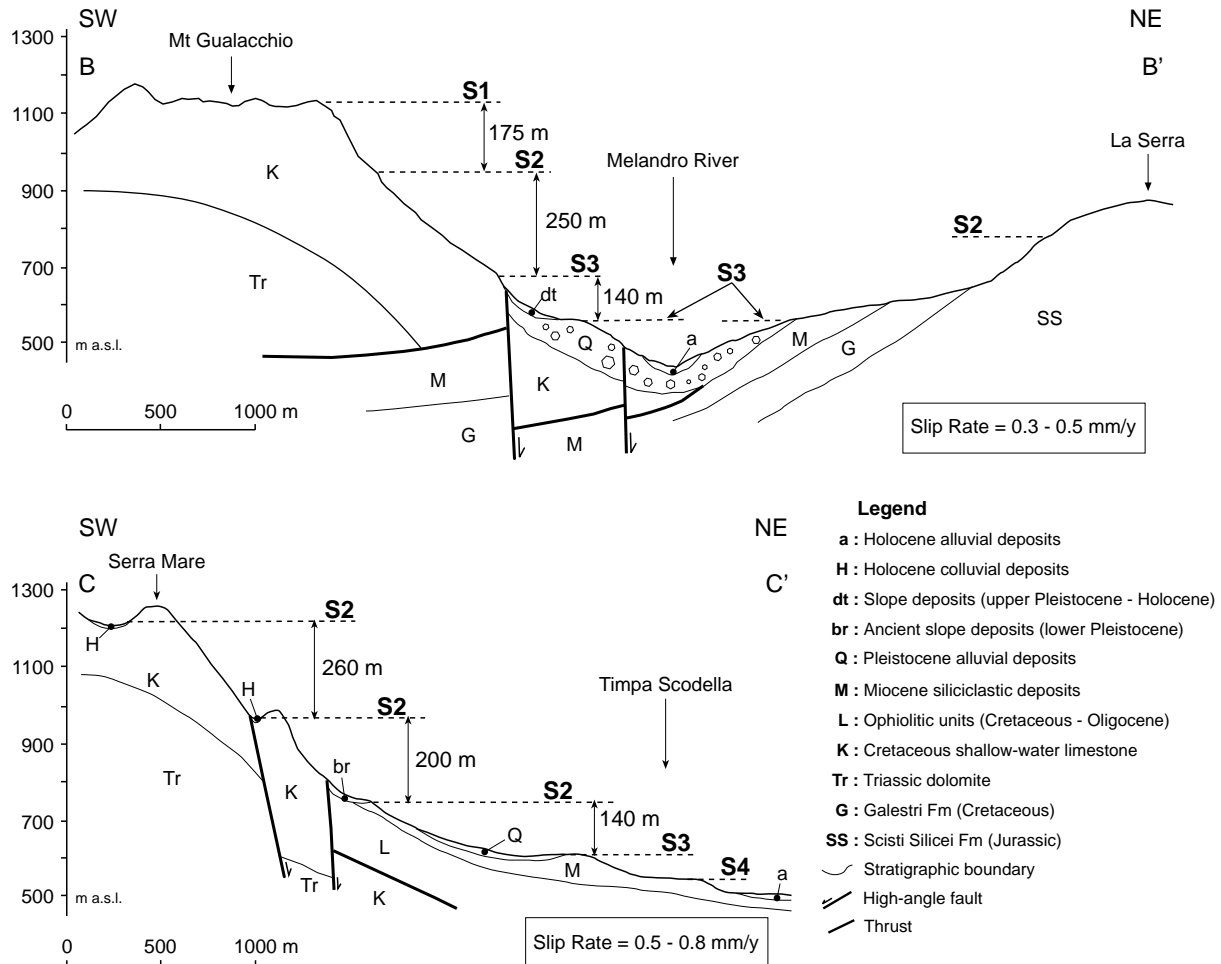 SW
NE
1300
Mt Gualacchio
B
B'
S1
1100
175 m
La Serra
S2
Melandro River
K
900
250 m
S2
S3
S3
700
Tr
dt
140 m
SS
Q
a
M
500
m a.s.l.
G
M
K
0
500
1000 m
G
M
Slip Rate = 0.3 - 0.5 mm/y
SW
NE
Serra Mare
1300
C
C'
S2
H
1100
260 m
K
Timpa Scodella
H
S2
900
200 m
Tr
br
K
S2
140 m
700
Q
S3
L
M
S4
a
Tr
K
500
m a.s.l.
0
500
1000 m
Slip Rate = 0.5 - 0.8 mm/y
Legend
a : Holocene alluvial deposits
H : Holocene colluvial deposits
dt : Slope deposits (upper Pleistocene - Holocene)
br : Ancient slope deposits (lower Pleistocene)
Q : Pleistocene alluvial deposits
M : Miocene siliciclastic deposits
L : Ophiolitic units (Cretaceous - Oligocene)
K : Cretaceous shallow-water limestone
Tr : Triassic dolomite
G : Galestri Fm (Cretaceous)
SS : Scisti Silicei Fm (Jurassic)
Stratigraphic boundary
High-angle fault
Thrust